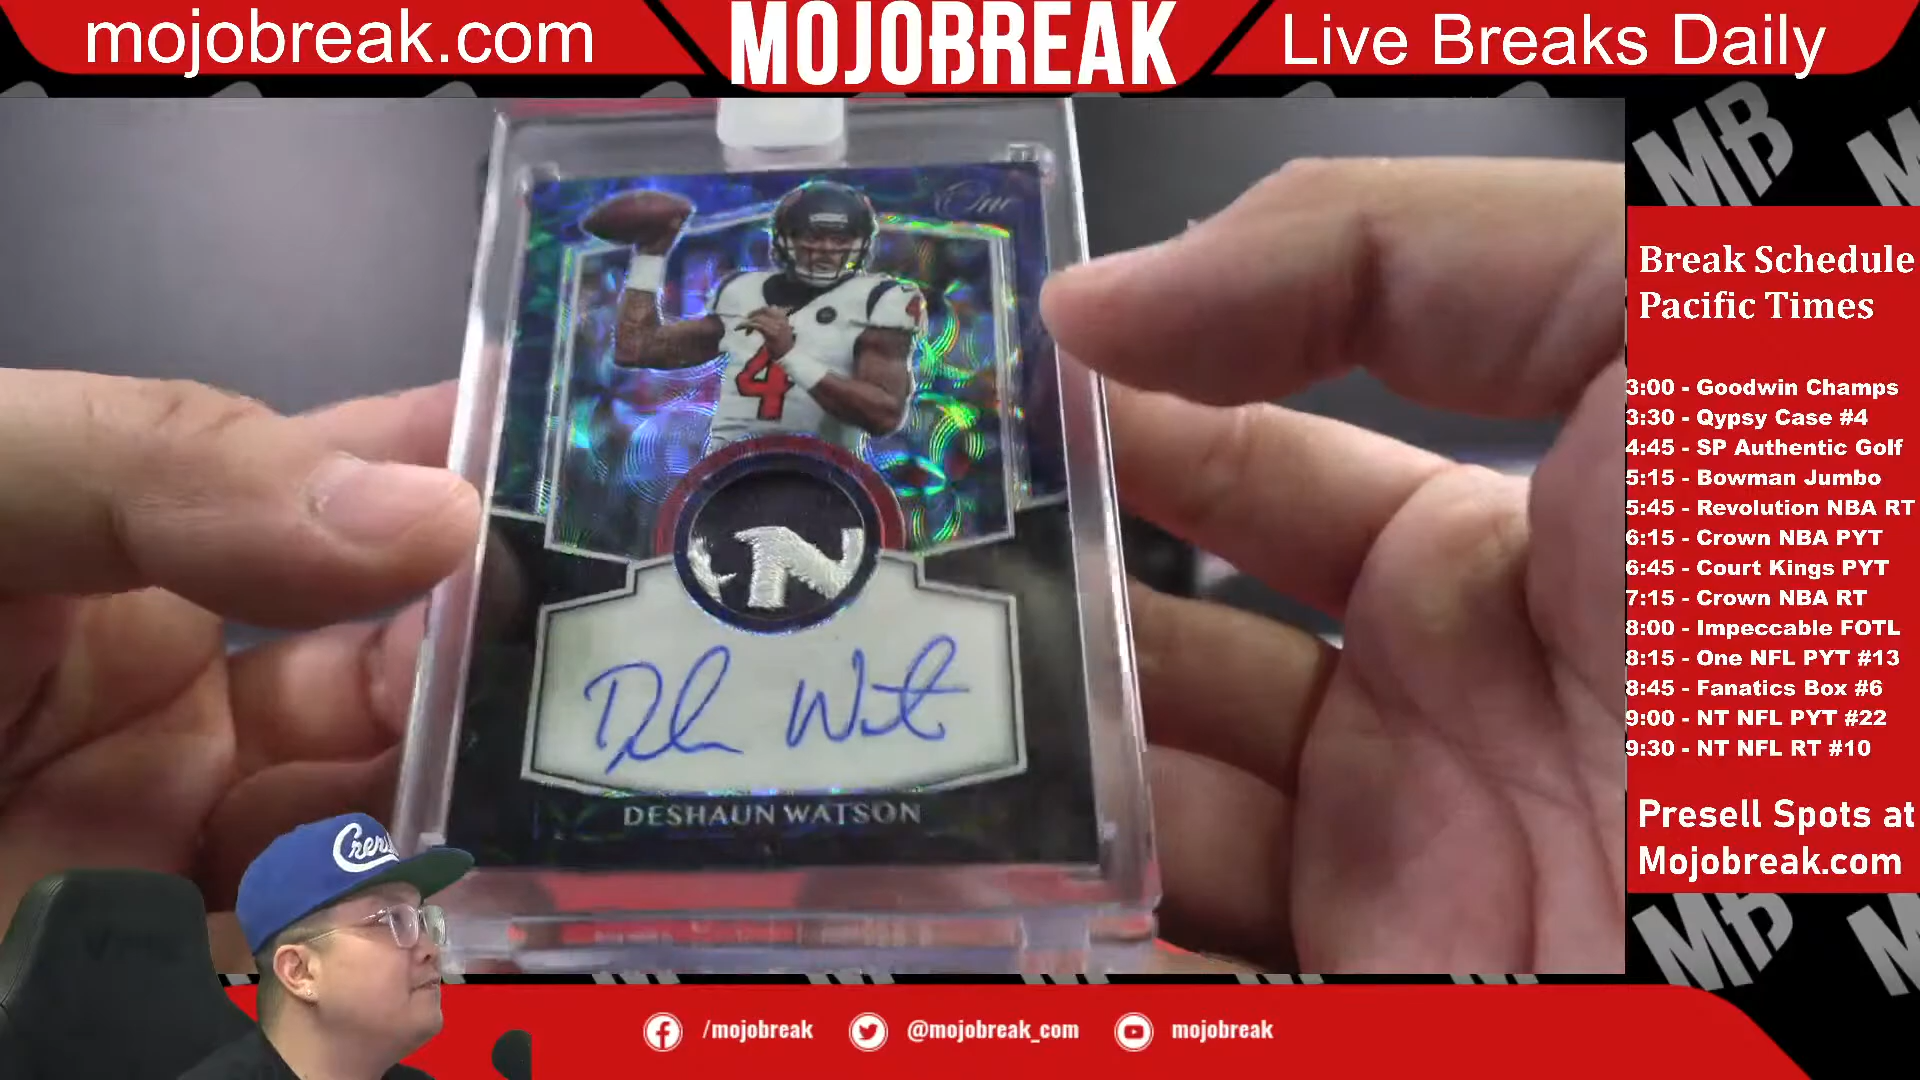 mojobreak.com
MOJOBREAK
Live Breaks Daily
One
4
N
DESHAUN WATSON
Break Schedule
Pacific Times
3:00 - Goodwin Champs
3:30 - Qypsy Case #4
4:45 - SP Authentic Golf
5:15 - Bowman Jumbo
5:45 - Revolution NBA RT
6:15 - Crown NBA PYT
6:45 - Court Kings PYT
7:15 - Crown NBA RT
8:00 - Impeccable FOTL
8:15 - One NFL PYT #13
8:45 - Fanatics Box #6
9:00 - NT NFL PYT #22
9:30 - NT NFL RT #10
Presell Spots at
Mojobreak.com
MB
MB
/mojobreak
@mojobreak_com
mojobreak